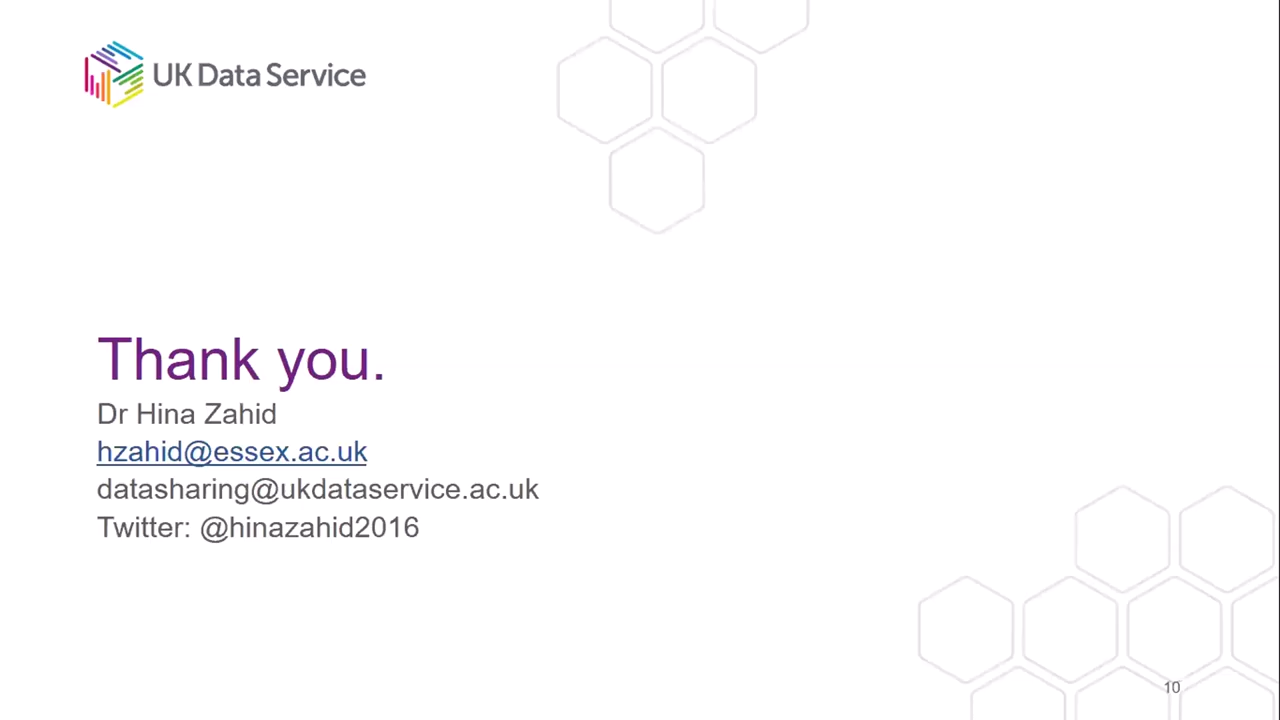 UK Data Service
Thank you.
Dr Hina Zahid
hzahid@essex.ac.uk
datasharing@ukdataservice.ac.uk
Twitter: @hinazahid2016
10